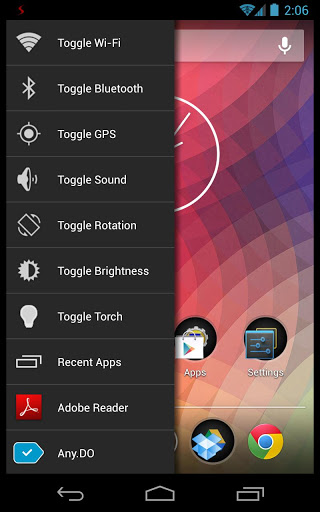 2:06
Toggle Wi-Fi
Toggle Bluetooth
Toggle GPS
Toggle Sound
Toggle Rotation
Toggle Brightness
Toggle Torch
Recent Apps
Adobe Reader
Any.DO
Apps
Settings